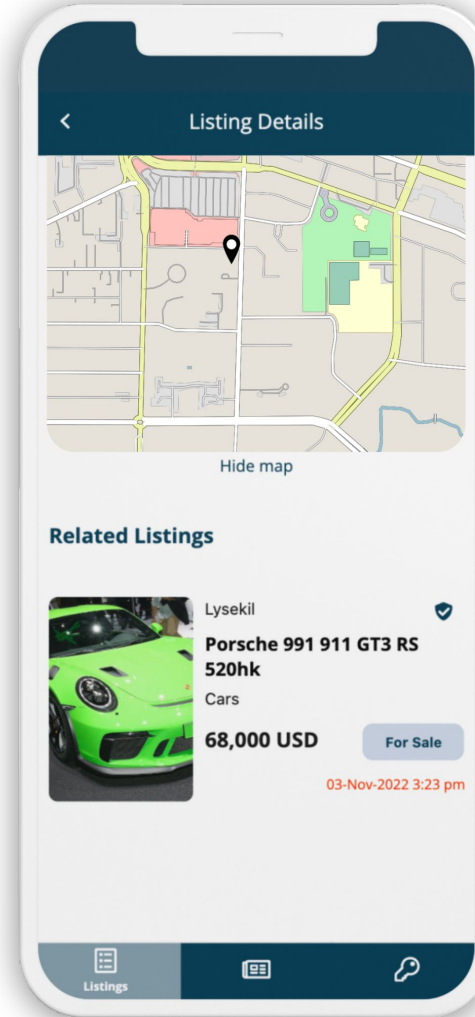 Listing Details
Hide map
Related Listings
Lysekil
Porsche 991 911 GT3 RS
520hk
Cars
68,000 USD
For Sale
03-Nov-2022 3:23 pm
Listings